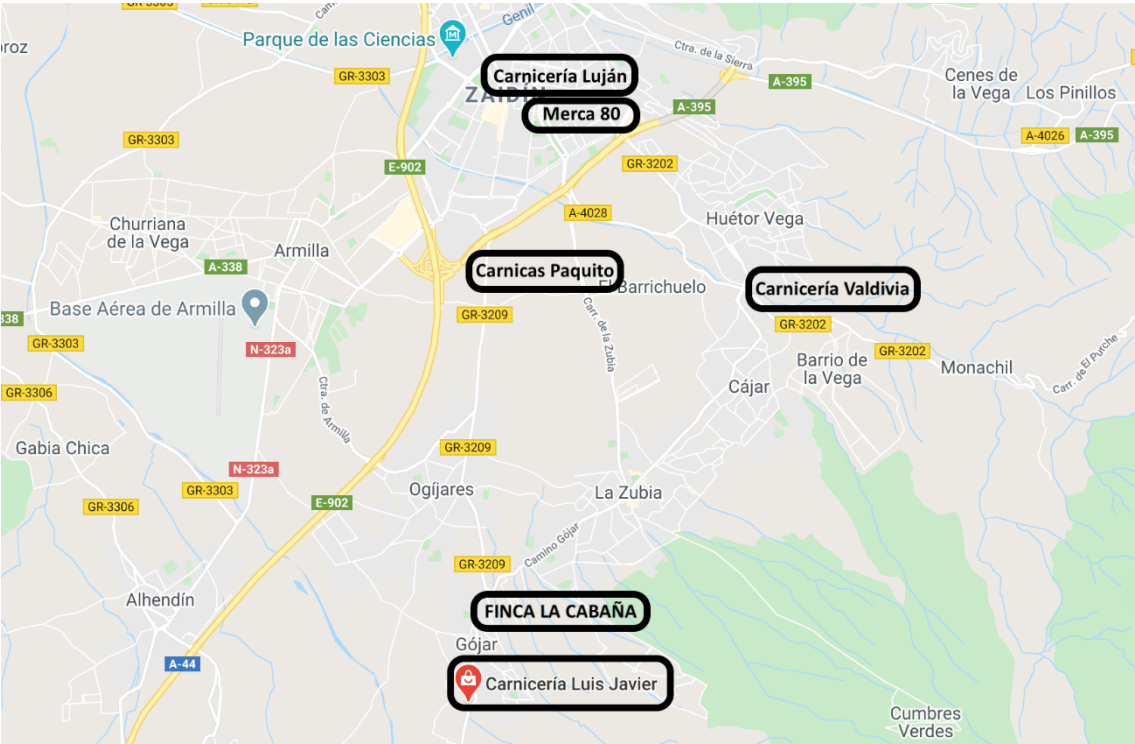 GR-3303
Genil
Parque de las Ciencias
Ctra. de la Sierra
GR-3303
Carnicería Luján
A-395
Cenes de
la Vega
Los Pinillos
ZAIDÍN
Merca 80
A-395
GR-3303
A-4026
A-395
E-902
GR-3202
A-4028
Huétor Vega
Churriana
de la Vega
Armilla
A-338
Carnicas Paquito
El Barrichuelo
Carnicería Valdivia
Base Aérea de Armilla
GR-3209
338
GR-3202
GR-3303
N-323a
Carr. de la Zubia
GR-3202
Barrio de
la Vega
Monachil
Carr. de El Purche
Cájar
GR-3306
Ctra. de Armilla
Gabia Chica
GR-3209
N-323a
GR-3303
Ogíjares
La Zubia
E-902
GR-3306
Camino Gójar
GR-3209
Alhendín
FINCA LA CABAÑA
Gójar
A-44
Carnicería Luis Javier
Cumbres
Verdes